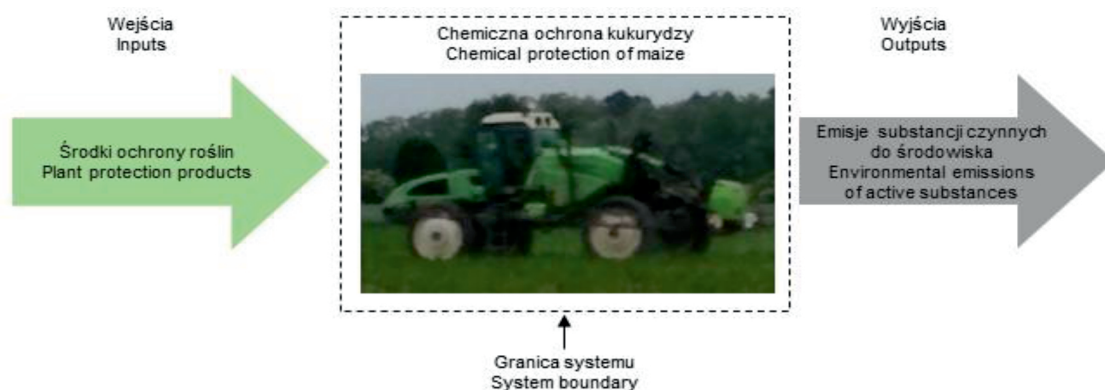 Wejścia
Inputs
Środki ochrony roślin
Plant protection products
Chemiczna ochrona kukurydzy
Chemical protection of maize
Wyjścia
Outputs
Emisje substancji czynnych
do środowiska
Environmental emissions
of active substances
Granica systemu
System boundary